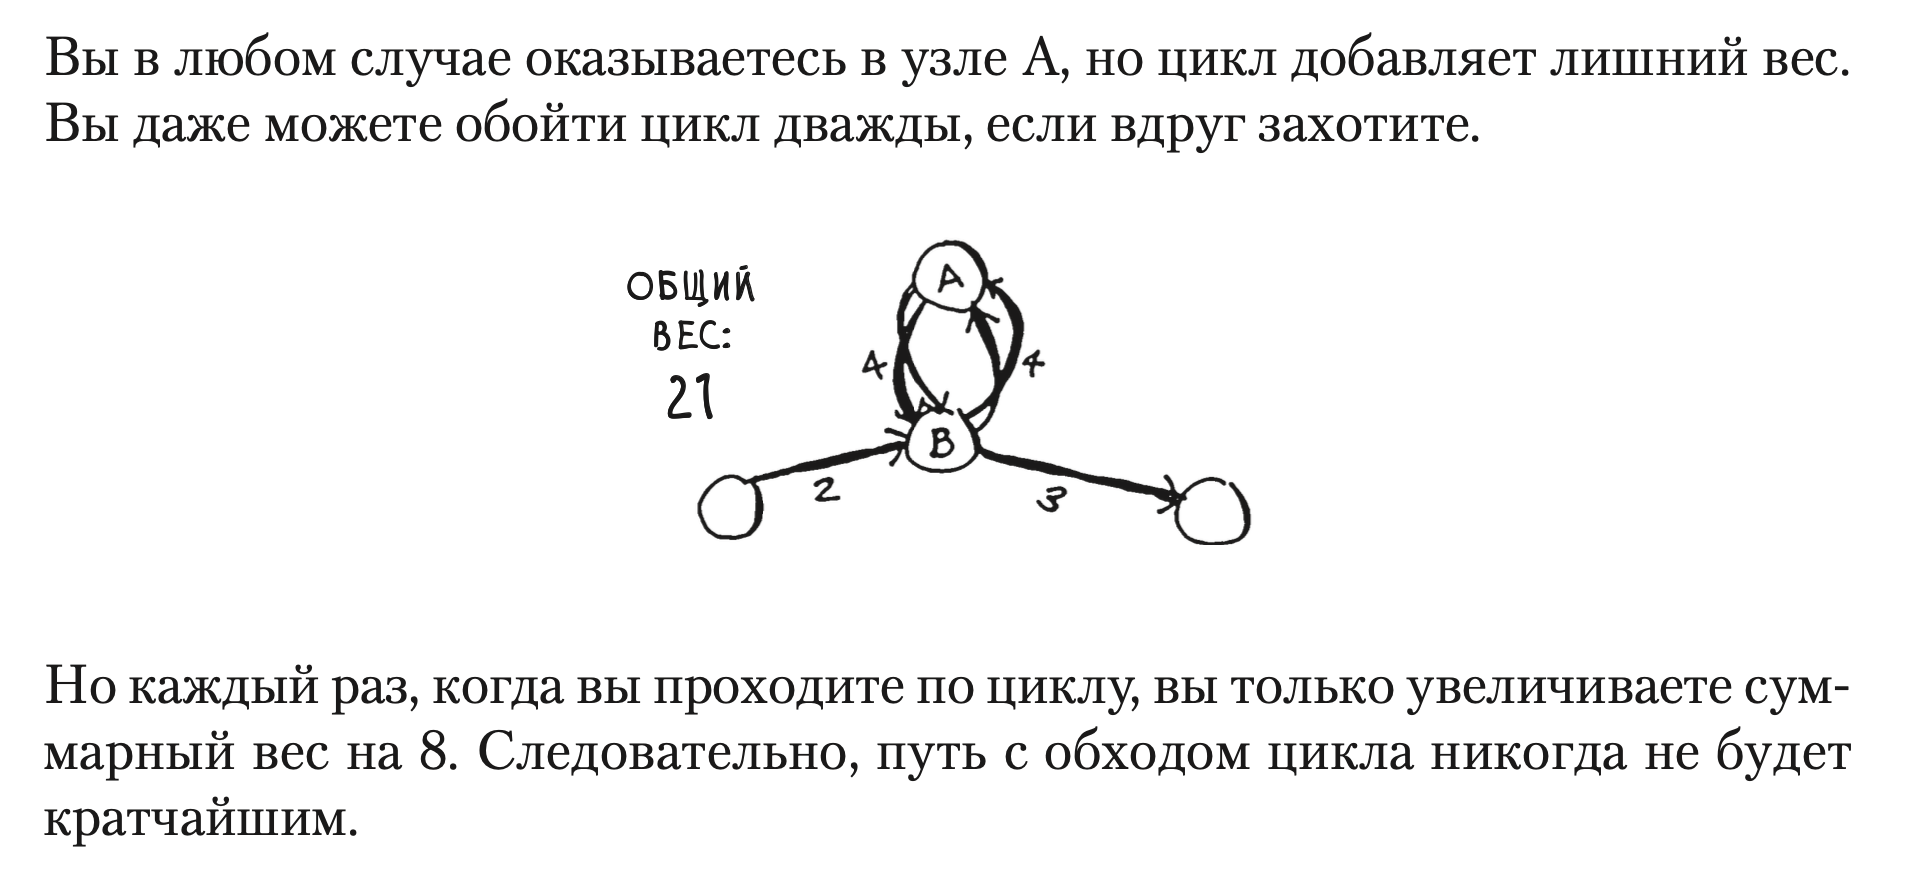 Вы в любом случае оказываетесь в узле А, но цикл добавляет лишний вес.
Вы даже можете обойти цикл дважды, если вдруг захотите.
ОБЩИЙ
ВЕС:
21
A
4
4
B
2
3
Но каждый раз, когда вы проходите по циклу, вы только увеличиваете сум-
марный вес на 8. Следовательно, путь с обходом цикла никогда не будет
кратчайшим.